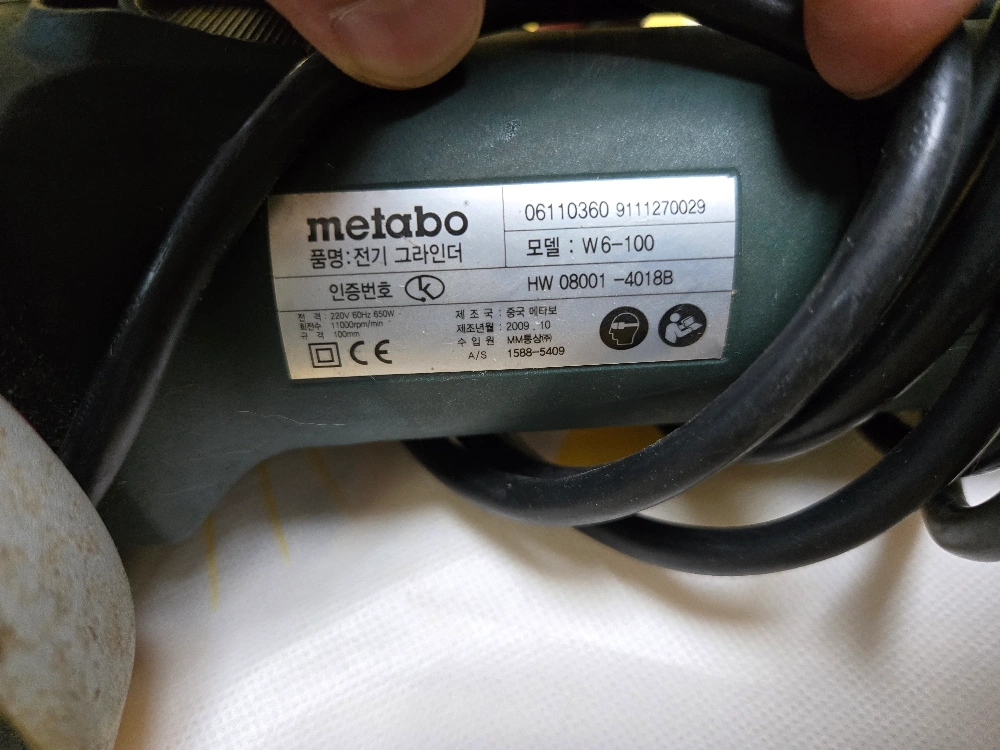 metabo
품명: 전기 그라인더
06110360 9111270029
모델 : W6-100
인증번호
HW 08001 -4018B
전 격 : 220V 60Hz 650W
회전수 : 11000rpm/min
규 격 : 100mm
CE
제 조 국 : 중국 메타보
제조년월 : 2009 . 10
수 입 원 MM통상㈜
A/S 1588-5409